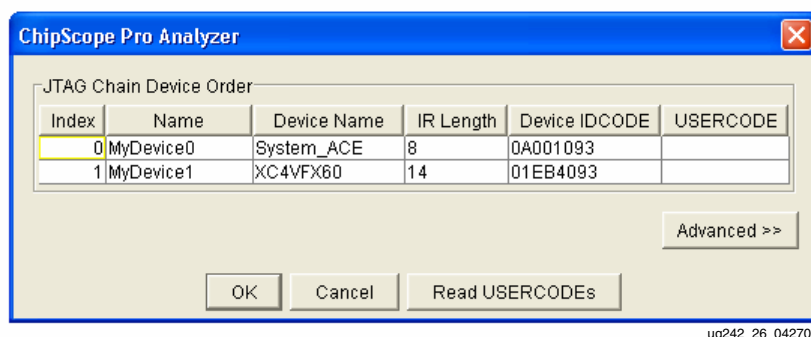 ChipScope Pro Analyzer
JTAG Chain Device Order
Index Name Device Name IR Length Device IDCODE USERCODE
0 MyDevice0 System_ACE 8 0A001093
1 MyDevice1 XC4VFX60 14 01EB4093
Advanced >>
OK Cancel Read USERCODEs
ug242_26_04270